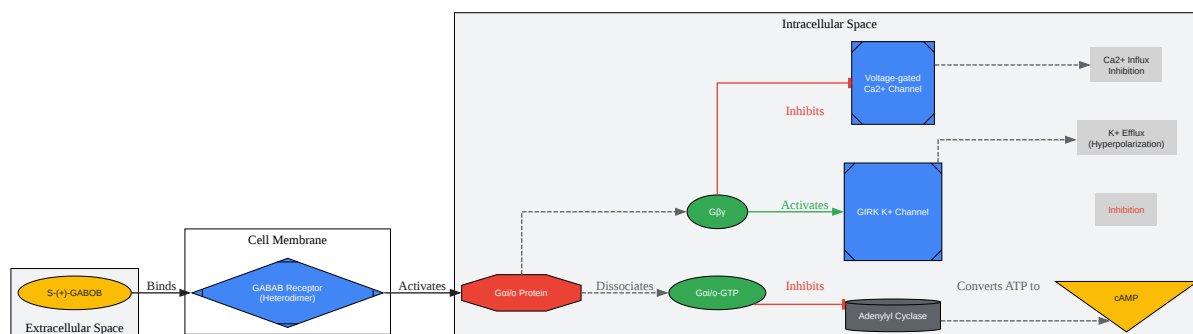 Intracellular Space
Voltage-gated
Ca2+ Channel
Ca2+ Influx
Inhibition
Inhibits
K+ Efflux
(Hyperpolarization)
Gβγ
Activates
GIRK K+ Channel
Inhibition
Cell Membrane
S-(+)-GABOB
Binds
GABAB Receptor
(Heterodimer)
Activates
Gαi/o Protein
Dissociates
Gαi/o-GTP
Inhibits
Adenylyl Cyclase
Converts ATP to
cAMP
Extracellular Space